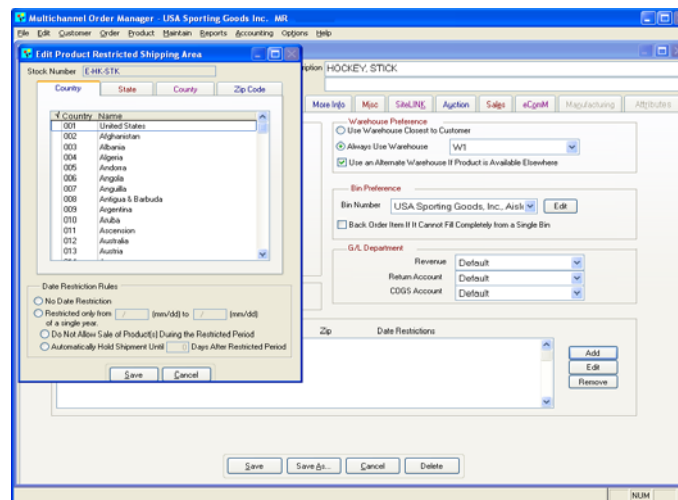 Multichannel Order Manager - USA Sporting Goods Inc. MR
File Edit Customer Order Product Maintain Reports Accounting Options Help
Edit Product Restricted Shipping Area
Stock Number E-HK-STK
Country State County Zip Code
√ Country Name
001 United States
002 Afghanistan
003 Albania
004 Algeria
005 Andorra
006 Angola
007 Anguilla
008 Antigua & Barbuda
009 Argentina
010 Aruba
011 Ascension
012 Australia
013 Austria
Date Restriction Rules
No Date Restriction
Restricted only from / (mm/dd) to / (mm/dd)
of a single year.
Do Not Allow Sale of Product(s) During the Restricted Period
Automatically Hold Shipment Until 0 Days After Restricted Period
Save Cancel
ription HOCKEY, STICK
More Info Misc SiteLINK Auction Sales eComM Manufacturing Attributes
Warehouse Preference
Use Warehouse Closest to Customer
Always Use Warehouse W1
Use an Alternate Warehouse If Product is Available Elsewhere
Bin Preference
Bin Number USA Sporting Goods, Inc., Aisle Edit
Back Order Item If It Cannot Fill Completely from a Single Bin
G/L Department
Revenue Default
Return Account Default
COGS Account Default
Zip Date Restrictions
Add
Edit
Remove
Save Save As... Cancel Delete
NUM